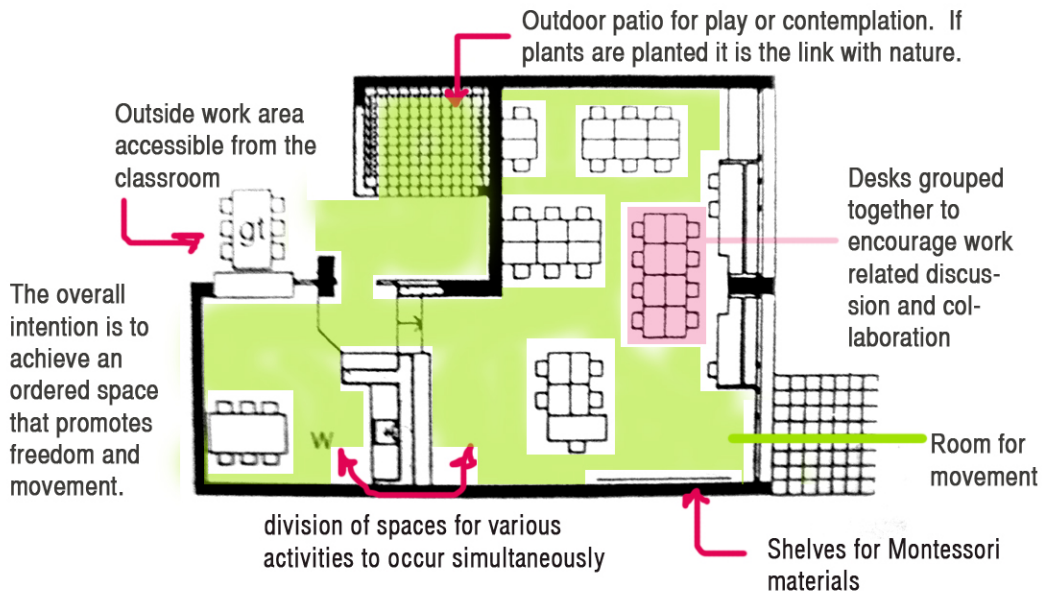 Outdoor patio for play or contemplation. If
plants are planted it is the link with nature.
Outside work area
accessible from the
classroom
gt
Desks grouped
together to
encourage work
related discus-
sion and col-
laboration
The overall
intention is to
achieve an
ordered space
that promotes
freedom and
movement.
W
Room for
movement
division of spaces for various
activities to occur simultaneously
Shelves for Montessori
materials